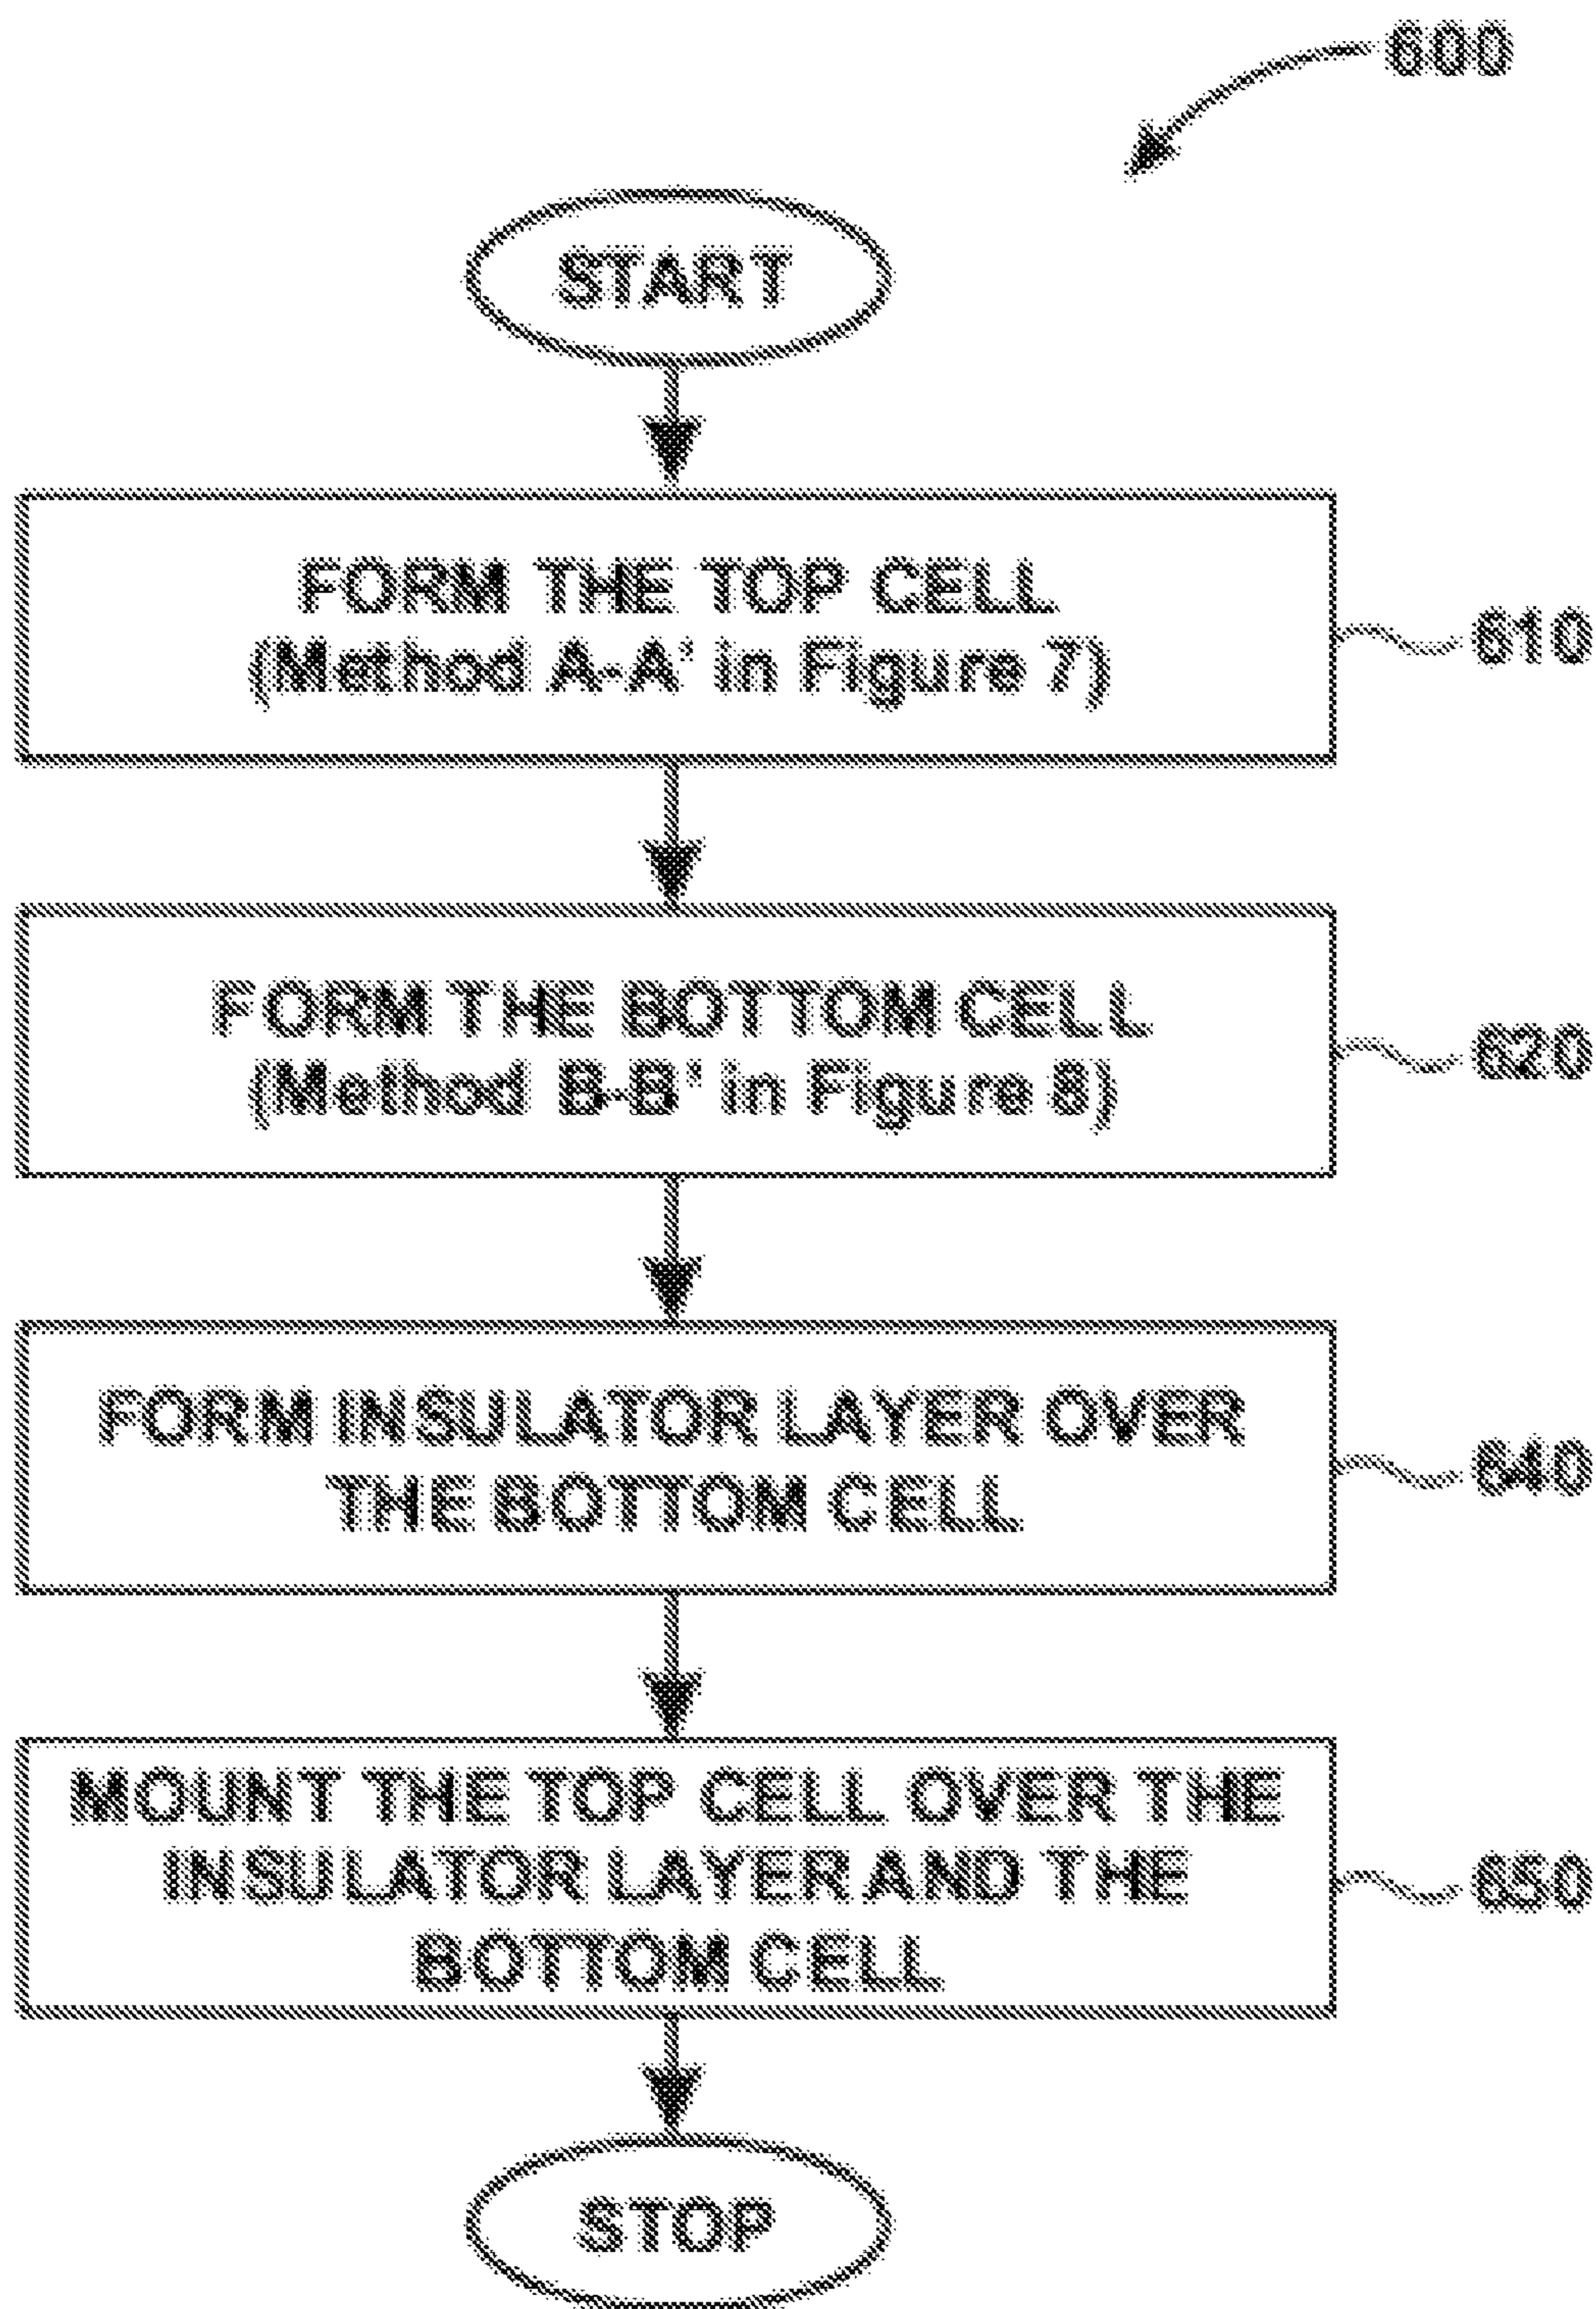 600
START
FORM THE TOP CELL
(Method A-A' in Figure 7)
610
FORM THE BOTTOM CELL
(Method B-B' in Figure 8)
620
FORM INSULATOR LAYER OVER
THE BOTTOM CELL
640
MOUNT THE TOP CELL OVER THE
INSULATOR LAYER AND THE
BOTTOM CELL
650
STOP